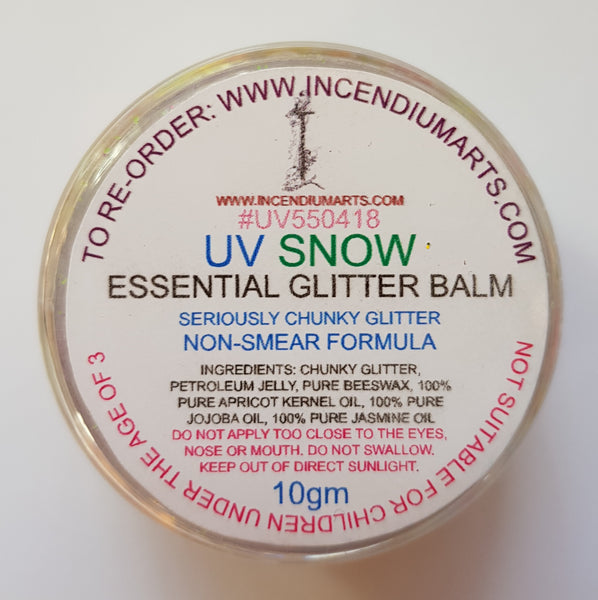 TO RE-ORDER: WWW.INCENDIUMARTS.COM
I
WWW.INCENDIUMARTS.COM
#UV550418
UV SNOW
ESSENTIAL GLITTER BALM
SERIOUSLY CHUNKY GLITTER
NON-SMEAR FORMULA
INGREDIENTS: CHUNKY GLITTER,
PETROLEUM JELLY, PURE BEESWAX, 100%
PURE APRICOT KERNEL OIL, 100% PURE
JOJOBA OIL, 100% PURE JASMINE OIL
DO NOT APPLY TOO CLOSE TO THE EYES,
NOSE OR MOUTH. DO NOT SWALLOW.
KEEP OUT OF DIRECT SUNLIGHT.
10gm
NOT SUITABLE FOR CHILDREN UNDER THE AGE OF 3